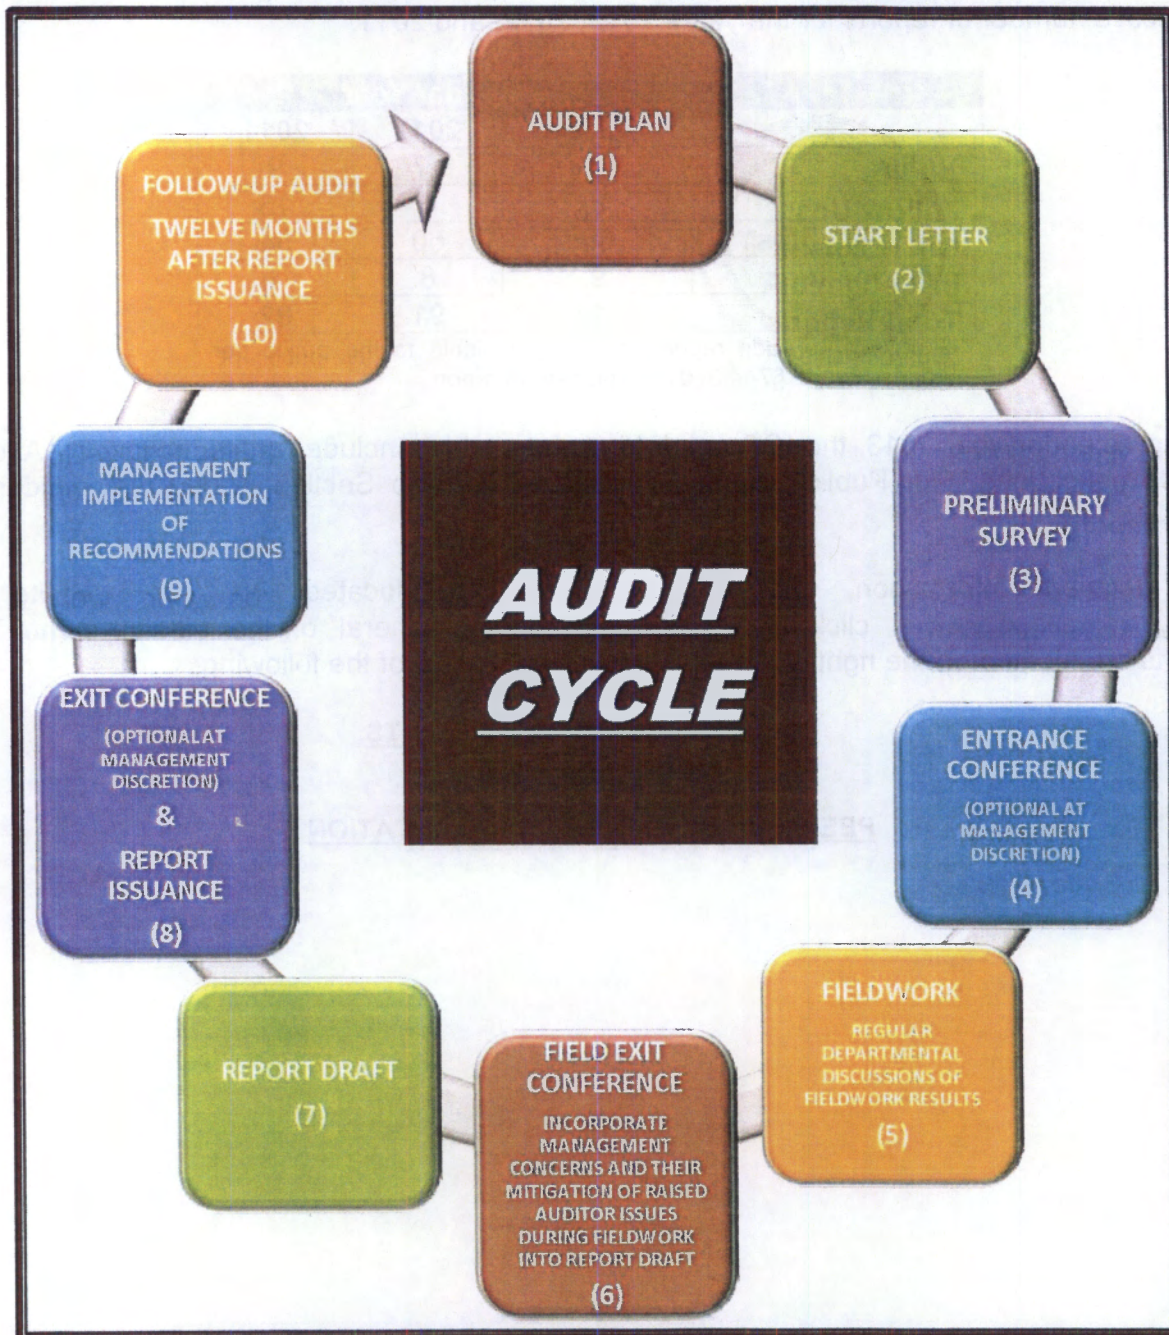 AUDIT PLAN
(1)
START LETTER
(2)
PRELIMINARY
SURVEY
(3)
ENTRANCE
CONFERENCE
(OPTIONAL AT
MANAGEMENT
DISCRETION)
(4)
FIELDWORK
REGULAR
DEPARTMENTAL
DISCUSSIONS OF
FIELDWORK RESULTS
(5)
FIELD EXIT
CONFERENCE
INCORPORATE
MANAGEMENT
CONCERNS AND THEIR
MITIGATION OF RAISED
AUDITOR ISSUES
DURING FIELDWORK
INTO REPORT DRAFT
(6)
REPORT DRAFT
(7)
EXIT CONFERENCE
(OPTIONAL AT
MANAGEMENT
DISCRETION)
&
REPORT
ISSUANCE
(8)
MANAGEMENT
IMPLEMENTATION
OF
RECOMMENDATIONS
(9)
FOLLOW-UP AUDIT
TWELVE MONTHS
AFTER REPORT
ISSUANCE
(10)
AUDIT
CYCLE